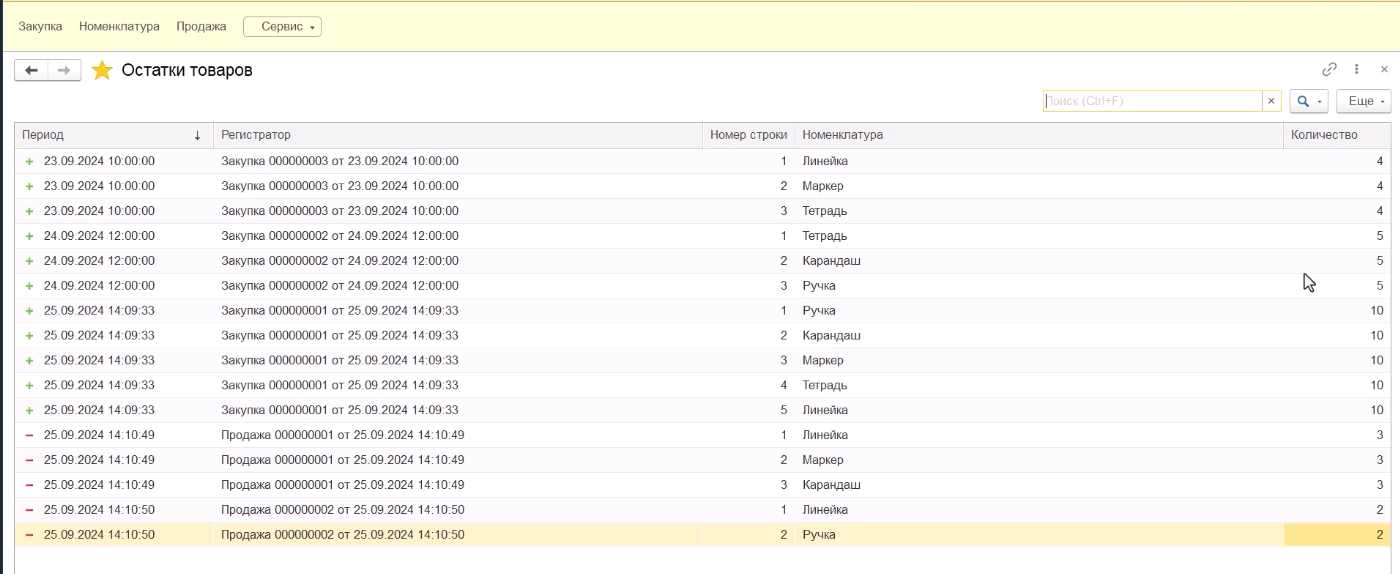 Закупка Номенклатура Продажа Сервис
Остатки товаров
Поиск (Ctrl+F) Еще
Период Регистратор Номер строки Номенклатура Количество
23.09.2024 10:00:00 Закупка 000000003 от 23.09.2024 10:00:00 1 Линейка 4
23.09.2024 10:00:00 Закупка 000000003 от 23.09.2024 10:00:00 2 Маркер 4
23.09.2024 10:00:00 Закупка 000000003 от 23.09.2024 10:00:00 3 Тетрадь 4
24.09.2024 12:00:00 Закупка 000000002 от 24.09.2024 12:00:00 1 Тетрадь 5
24.09.2024 12:00:00 Закупка 000000002 от 24.09.2024 12:00:00 2 Карандаш 5
24.09.2024 12:00:00 Закупка 000000002 от 24.09.2024 12:00:00 3 Ручка 5
25.09.2024 14:09:33 Закупка 000000001 от 25.09.2024 14:09:33 1 Ручка 10
25.09.2024 14:09:33 Закупка 000000001 от 25.09.2024 14:09:33 2 Карандаш 10
25.09.2024 14:09:33 Закупка 000000001 от 25.09.2024 14:09:33 3 Маркер 10
25.09.2024 14:09:33 Закупка 000000001 от 25.09.2024 14:09:33 4 Тетрадь 10
25.09.2024 14:09:33 Закупка 000000001 от 25.09.2024 14:09:33 5 Линейка 10
25.09.2024 14:10:49 Продажа 000000001 от 25.09.2024 14:10:49 1 Линейка 3
25.09.2024 14:10:49 Продажа 000000001 от 25.09.2024 14:10:49 2 Маркер 3
25.09.2024 14:10:49 Продажа 000000001 от 25.09.2024 14:10:49 3 Карандаш 3
25.09.2024 14:10:50 Продажа 000000002 от 25.09.2024 14:10:50 1 Линейка 2
25.09.2024 14:10:50 Продажа 000000002 от 25.09.2024 14:10:50 2 Ручка 2